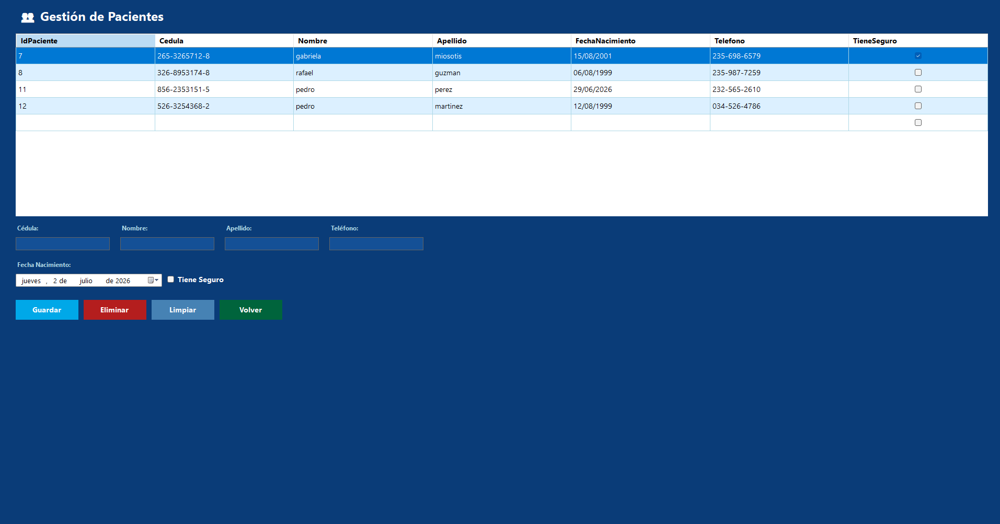 Gestión de Pacientes
IdPaciente Cedula Nombre Apellido FechaNacimiento Telefono TieneSeguro
7 265-3265712-8 gabriela miosotis 15/08/2001 235-698-6579
8 326-8953174-8 rafael guzman 06/08/1999 235-987-7259
11 856-2353151-5 pedro perez 29/06/2026 232-565-2610
12 526-3254368-2 pedro martinez 12/08/1999 034-526-4786
Cédula: Nombre: Apellido: Teléfono:
Fecha Nacimiento:
jueves , 2 de julio de 2026 Tiene Seguro
Guardar Eliminar Limpiar Volver